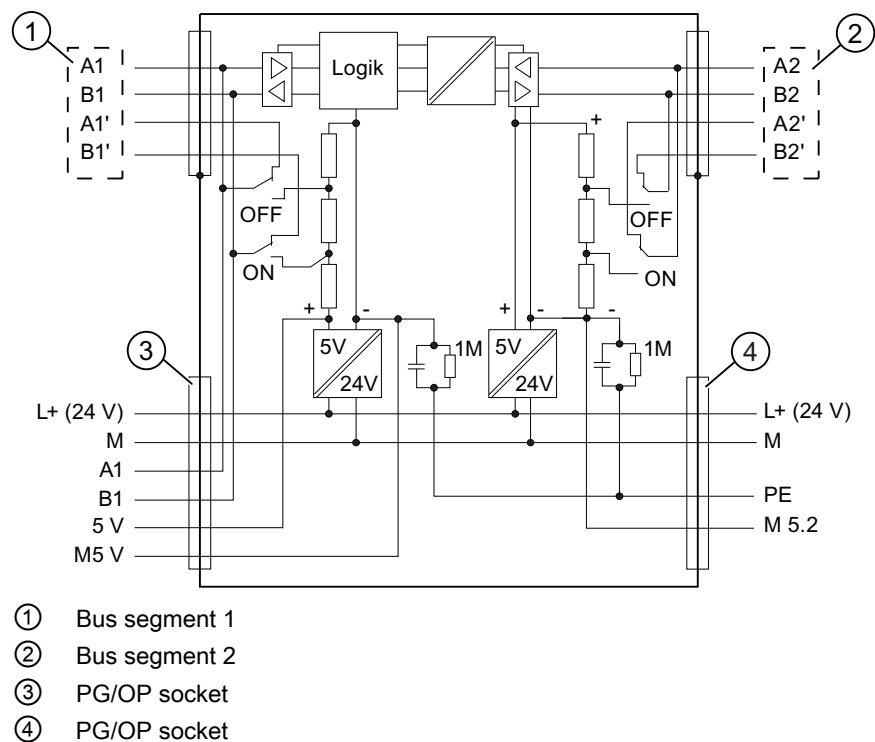 1
2
A1
B1
A1'
B1'
Logik
A2
B2
A2'
B2'
+
OFF
ON
OFF
ON
+
-
+
-
-
5V
24V
1M
5V
24V
1M
3
4
L+ (24 V)
M
A1
B1
5 V
M5 V
L+ (24 V)
M
PE
M 5.2
① Bus segment 1
② Bus segment 2
③ PG/OP socket
④ PG/OP socket